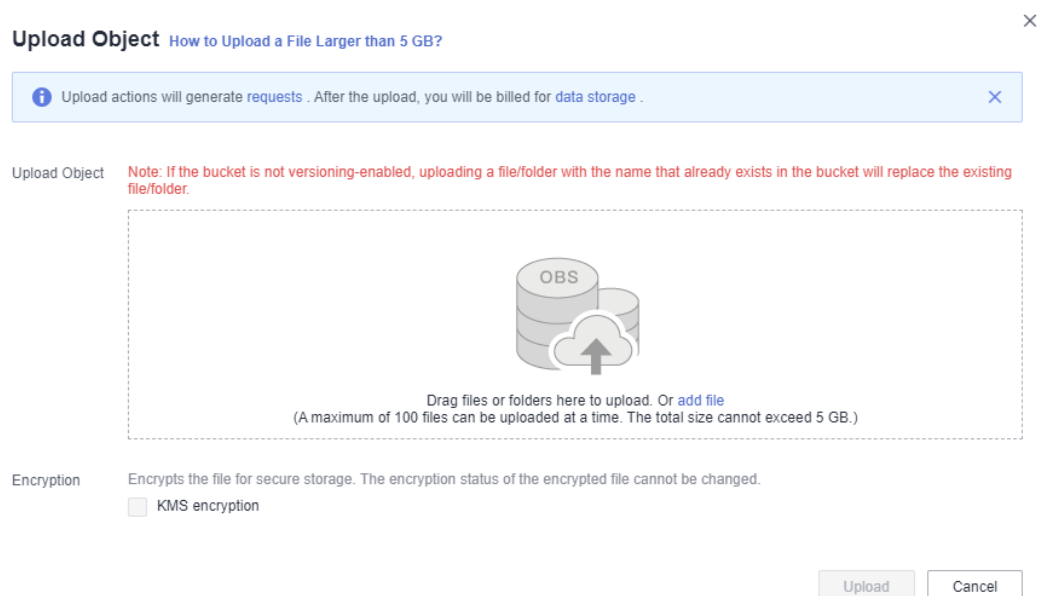 Upload Object How to Upload a File Larger than 5 GB?
Upload actions will generate requests . After the upload, you will be billed for data storage .
Upload Object
Note: If the bucket is not versioning-enabled, uploading a file/folder with the name that already exists in the bucket will replace the existing
file/folder.
OBS
Drag files or folders here to upload. Or add file
(A maximum of 100 files can be uploaded at a time. The total size cannot exceed 5 GB.)
Encryption
Encrypts the file for secure storage. The encryption status of the encrypted file cannot be changed.
KMS encryption
Upload
Cancel